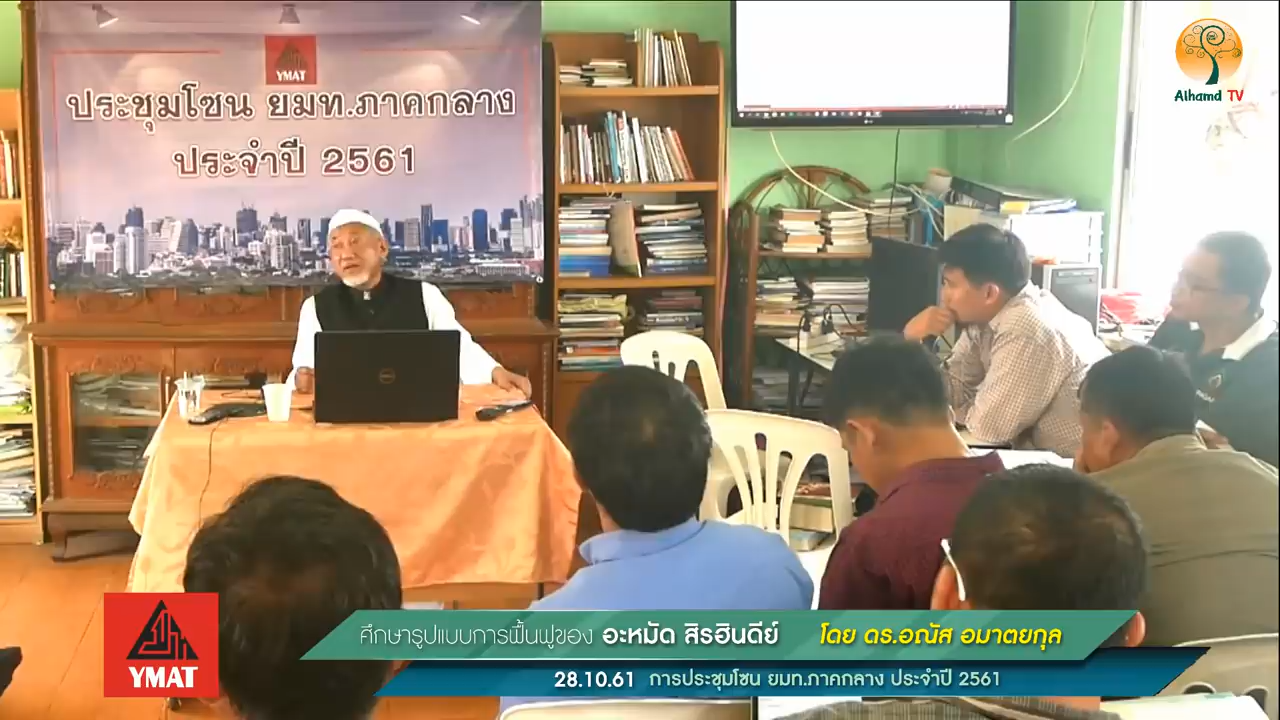 YMAT
ประชุมโซน ยมท.ภาคกลาง
ประจำปี 2561
Alhamd TV
YMAT
ศึกษารูปแบบการฟื้นฟูของ อะหมัด สิรฮินดีย์ โดย ดร.อณัส อมาตยกุล
28.10.61 การประชุมโซน ยมท.ภาคกลาง ประจำปี 2561